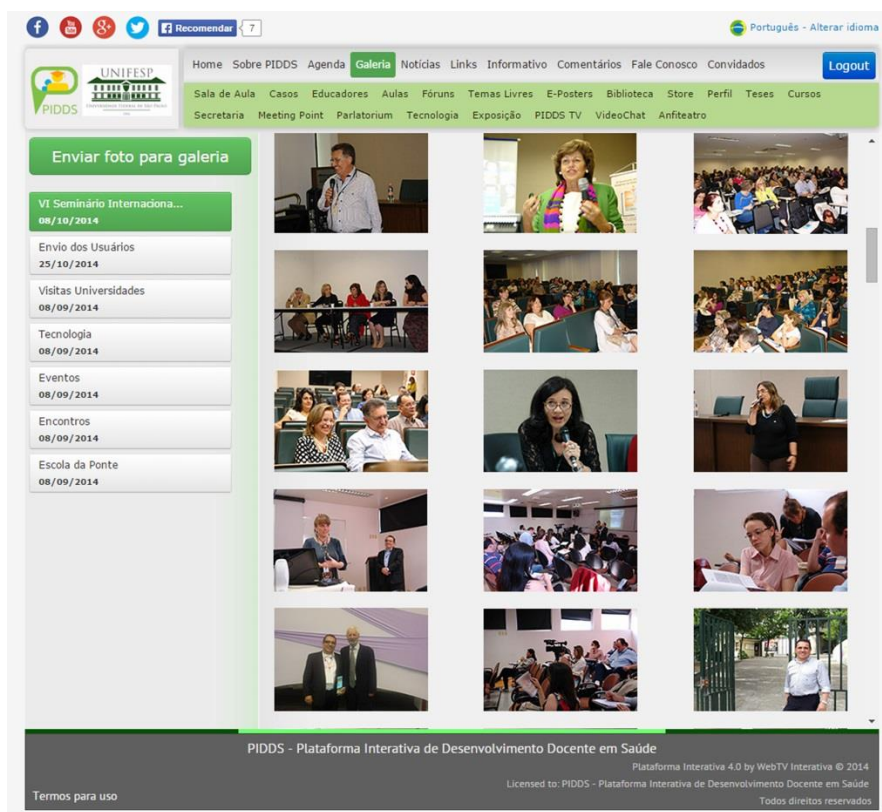 Recomendar 7
Português - Alterar idioma
PIDDS
UNIFESP
Home Sobre PIDDS Agenda Galeria Notícias Links Informativo Comentários Fale Conosco Convidados
Logout
Sala de Aula Casos Educadores Aulas Fóruns Temas Livres E-Posters Biblioteca Store Perfil Teses Cursos
Secretaria Meeting Point Parlatorium Tecnologia Exposição PIDDS TV VideoChat Anfiteatro
Enviar foto para galeria
VI Seminário Internaciona...
08/10/2014
Envio dos Usuários
25/10/2014
Visitas Universidades
08/09/2014
Tecnologia
08/09/2014
Eventos
08/09/2014
Encontros
08/09/2014
Escola da Ponte
08/09/2014
PIDDS - Plataforma Interativa de Desenvolvimento Docente em Saúde
Plataforma Interativa 4.0 by WebTV Interativa © 2014
Licensed to: PIDDS - Plataforma Interativa de Desenvolvimento Docente em Saúde
Termos para uso
Todos direitos reservados